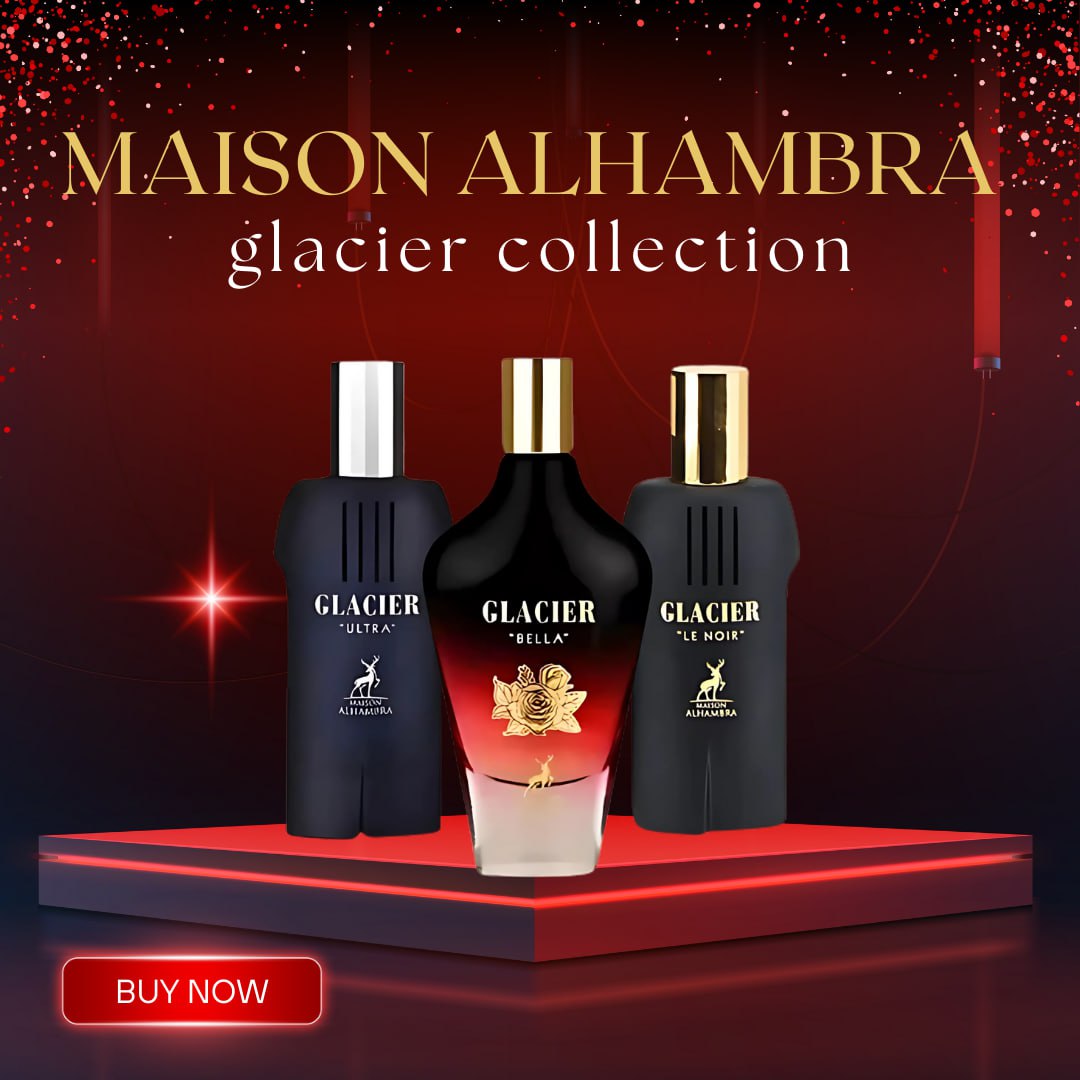 MAISON ALHAMBRA
glacier collection
GLACIER
"ULTRA"
MAISON
ALHAMBRA
GLACIER
"BELLA"
GLACIER
"LE NOIR"
MAISON
ALHAMBRA
BUY NOW